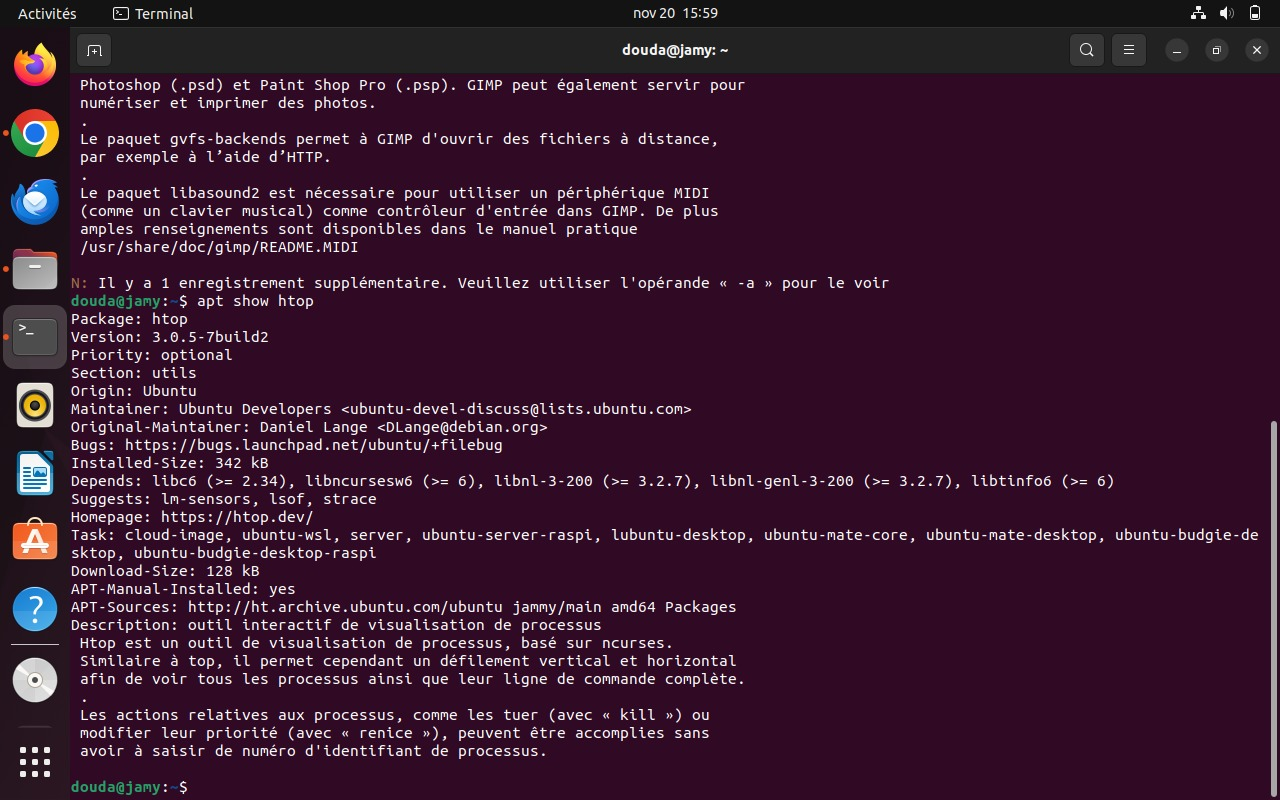 Activités
Terminal
nov 20 15:59
douda@jamy: ~
Photoshop (.psd) et Paint Shop Pro (.psp). GIMP peut également servir pour
numériser et imprimer des photos.
.
Le paquet gvfs-backends permet à GIMP d'ouvrir des fichiers à distance,
par exemple à l’aide d’HTTP.
.
Le paquet libasound2 est nécessaire pour utiliser un périphérique MIDI
(comme un clavier musical) comme contrôleur d'entrée dans GIMP. De plus
amples renseignements sont disponibles dans le manuel pratique
/usr/share/doc/gimp/README.MIDI
N: Il y a 1 enregistrement supplémentaire. Veuillez utiliser l'opérande « -a » pour le voir
douda@jamy:~$ apt show htop
Package: htop
Version: 3.0.5-7build2
Priority: optional
Section: utils
Origin: Ubuntu
Maintainer: Ubuntu Developers <ubuntu-devel-discuss@lists.ubuntu.com>
Original-Maintainer: Daniel Lange <DLange@debian.org>
Bugs: https://bugs.launchpad.net/ubuntu/+filebug
Installed-Size: 342 kB
Depends: libc6 (>= 2.34), libncursesw6 (>= 6), libnl-3-200 (>= 3.2.7), libnl-genl-3-200 (>= 3.2.7), libtinfo6 (>= 6)
Suggests: lm-sensors, lsof, strace
Homepage: https://htop.dev/
Task: cloud-image, ubuntu-wsl, server, ubuntu-server-raspi, lubuntu-desktop, ubuntu-mate-core, ubuntu-mate-desktop, ubuntu-budgie-de
sktop, ubuntu-budgie-desktop-raspi
Download-Size: 128 kB
APT-Manual-Installed: yes
APT-Sources: http://ht.archive.ubuntu.com/ubuntu jammy/main amd64 Packages
Description: outil interactif de visualisation de processus
Htop est un outil de visualisation de processus, basé sur ncurses.
Similaire à top, il permet cependant un défilement vertical et horizontal
afin de voir tous les processus ainsi que leur ligne de commande complète.
.
Les actions relatives aux processus, comme les tuer (avec « kill ») ou
modifier leur priorité (avec « renice »), peuvent être accomplies sans
avoir à saisir de numéro d'identifiant de processus.
douda@jamy:~$